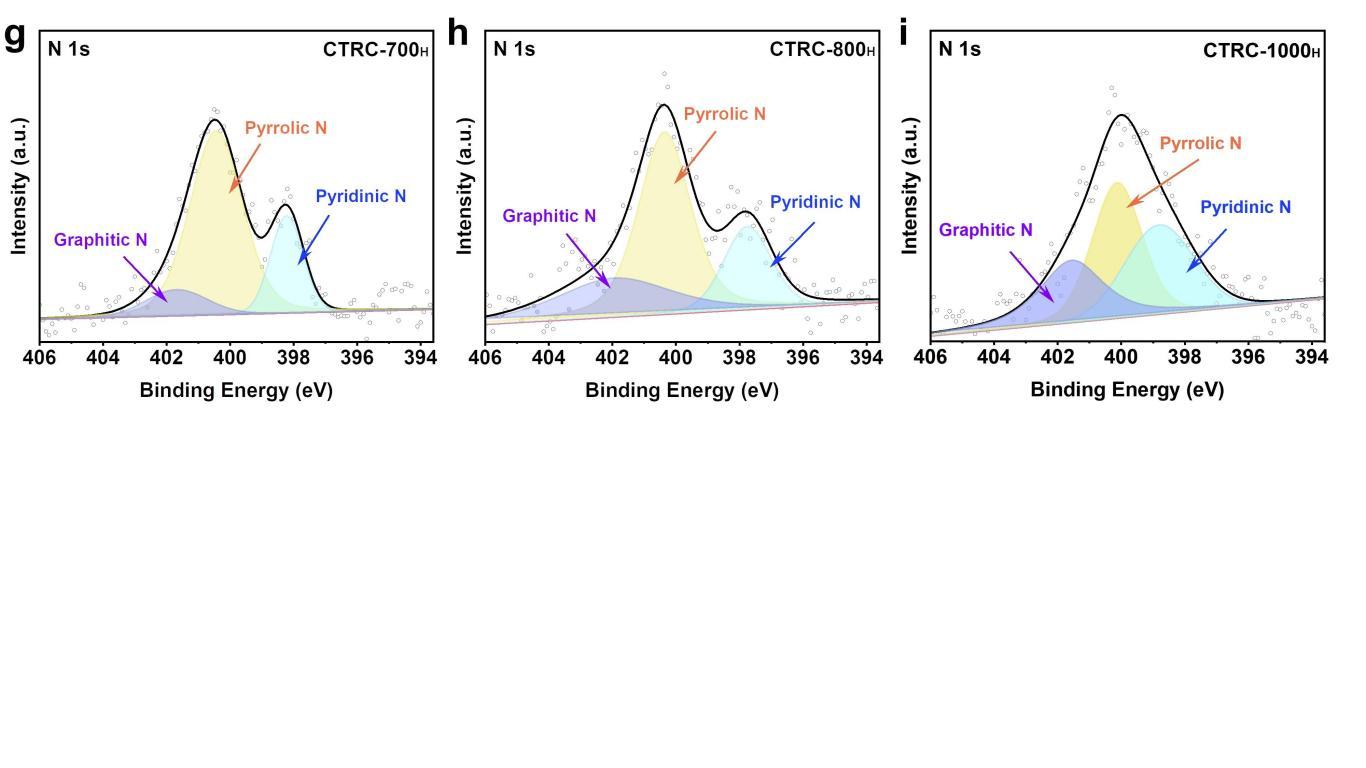 g
N 1s
CTRC-700H
Pyrrolic N
Pyridinic N
Graphitic N
Intensity (a.u.)
406 404 402 400 398 396 394
Binding Energy (eV)
h
N 1s
CTRC-800H
Pyrrolic N
Pyridinic N
Graphitic N
Intensity (a.u.)
406 404 402 400 398 396 394
Binding Energy (eV)
i
N 1s
CTRC-1000H
Pyrrolic N
Pyridinic N
Graphitic N
Intensity (a.u.)
406 404 402 400 398 396 394
Binding Energy (eV)